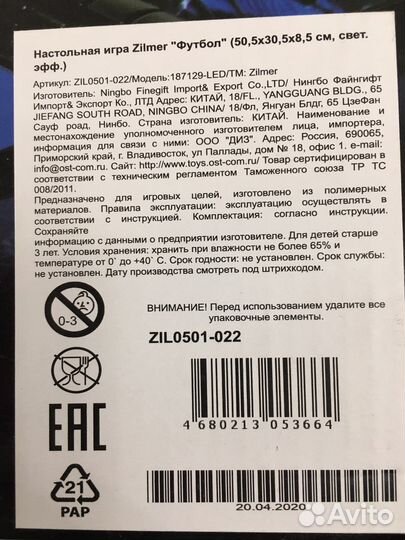 Настольная игра Zilmer "Футбол" (50,5х30,5х8,5 см, свет.
эфф.)
Артикул: ZIL0501-022/Модель:187129-LED/ТМ: Zilmer
Изготовитель: Ningbo Finegift Import& Export Co.,LTD/ Нингбо Файнгифт
Импорт& Экспорт Ко., ЛТД Адрес: КИТАЙ, 18/FL., YANGGUANG BLDG., 65
JIEFANG SOUTH ROAD, NINGBO CHINA/ 18/Фл, Янгуан Блдг, 65 ЦзеФан
Сауф роад, Нинбо. Страна изготовитель: КИТАЙ. Наименование и
местонахождение уполномоченного изготовителем лица, импортера,
информация для связи с ними: ООО "ДИЗ". Адрес: Россия, 690065,
Приморский край, г. Владивосток, ул Паллады, дом № 18, офис 1. e-mail:
info@ost-com.ru. Сайт: http://www.toys.ost-com.ru/ Товар сертифицирован в
соответствии с техническим регламентом Таможенного союза ТР ТС
008/2011.
Предназначено для игровых целей, изготовлено из полимерных
материалов. Правила эксплуатации: эксплуатацию осуществлять в
соответствии с инструкцией. Комплектация: согласно инструкции.
Сохраняйте
информацию с данными о предприятии изготовителе. Для детей старше
3 лет. Условия хранения: хранить при влажности не более 65% и
температуре от 0˚ до +40˚ С. Срок годности: не установлен. Срок службы:
не установлен. Дату производства смотреть под штрихкодом.
0-3
ВНИМАНИЕ! Перед использованием удалите все
упаковочные элементы.
ZIL0501-022
4 680213 053664
EAC
21
PAP
20.04.2020
Avito